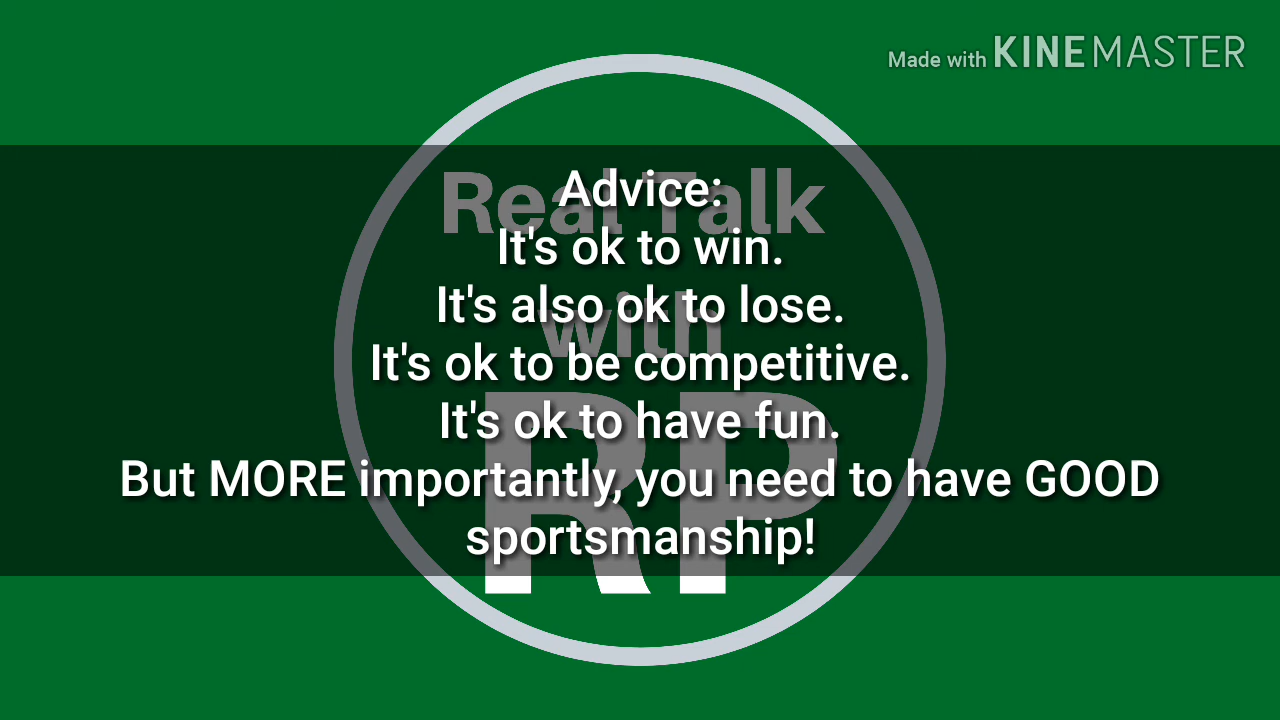 Made with KINEMASTER
Real Talk
with
RP
Advice:
It's ok to win.
It's also ok to lose.
It's ok to be competitive.
It's ok to have fun.
But MORE importantly, you need to have GOOD
sportsmanship!